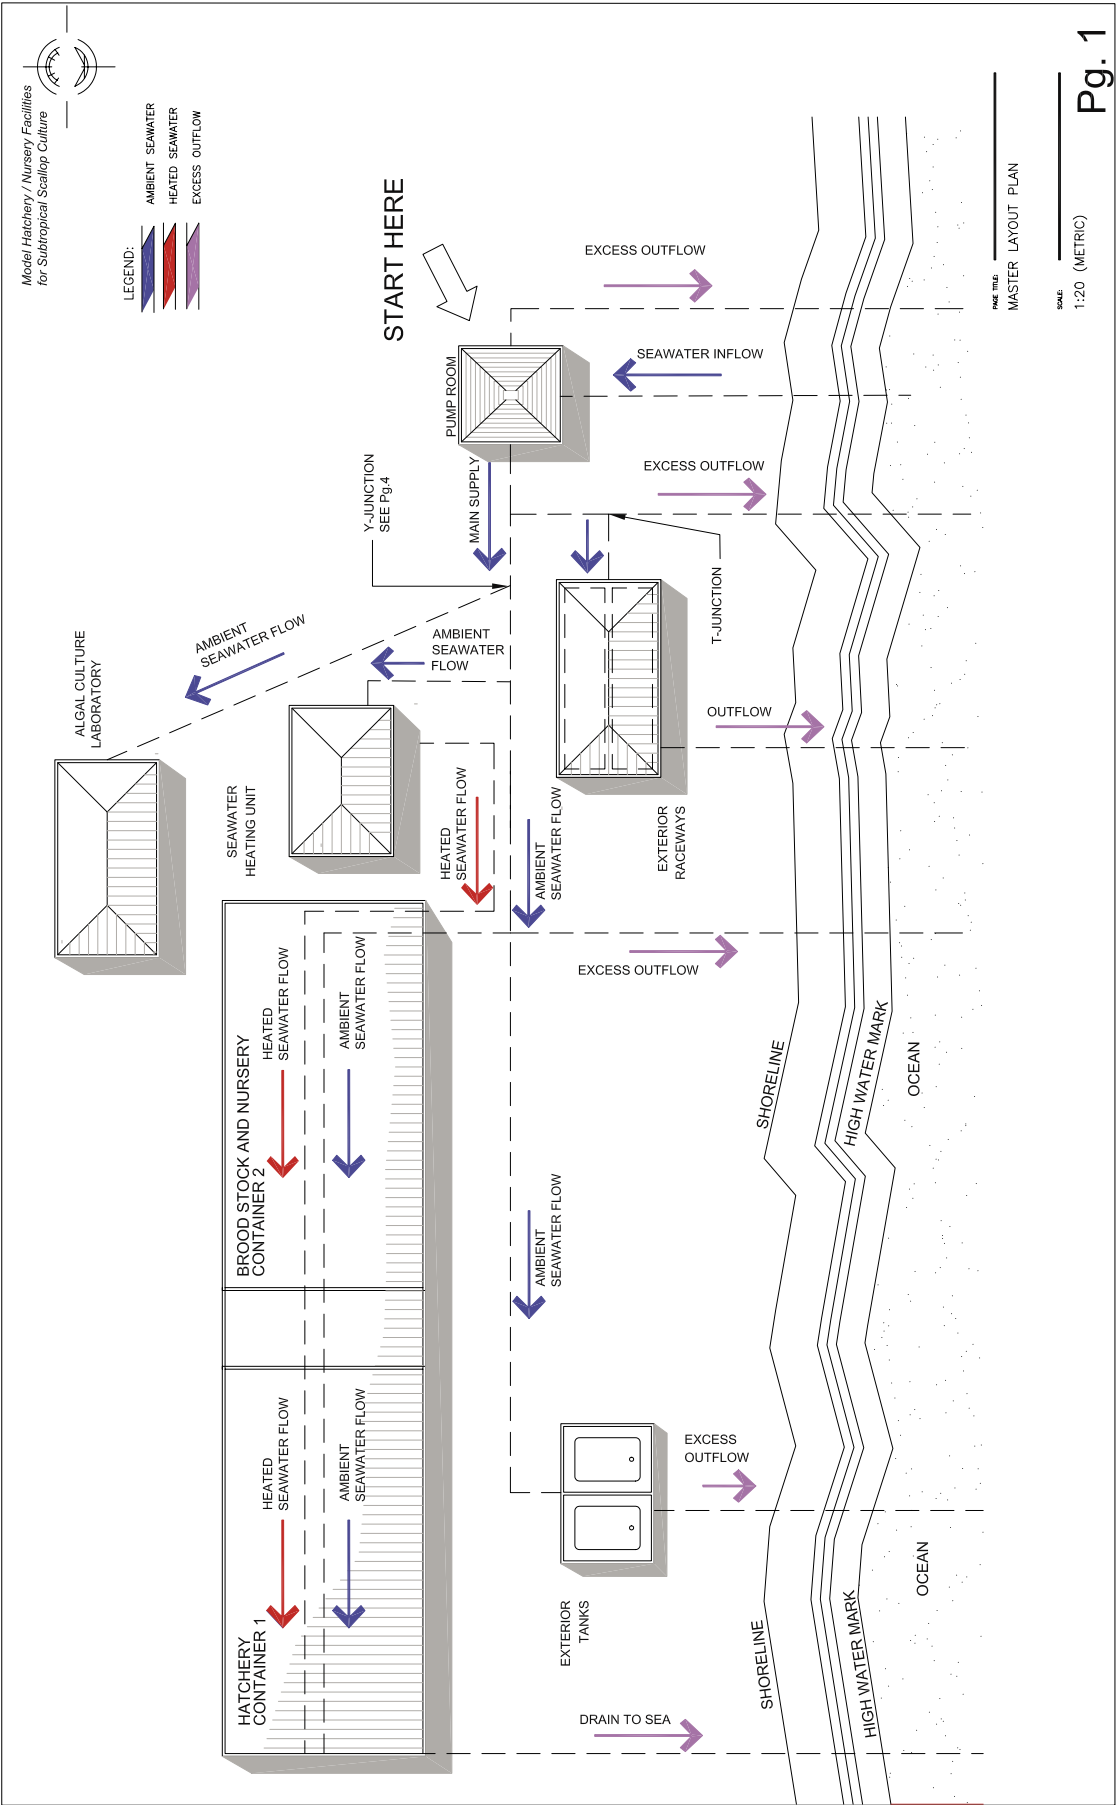 Model Hatchery / Nursery Facilities
for Subtropical Scallop Culture
LEGEND:
AMBIENT SEAWATER
HEATED SEAWATER
EXCESS OUTFLOW
START HERE
PUMP ROOM
EXCESS OUTFLOW
SEAWATER INFLOW
EXCESS OUTFLOW
MAIN SUPPLY
Y-JUNCTION
SEE Pg.4
T-JUNCTION
AMBIENT
SEAWATER FLOW
AMBIENT
SEAWATER
FLOW
ALGAL CULTURE
LABORATORY
SEAWATER
HEATING UNIT
HEATED
SEAWATER FLOW
AMBIENT
SEAWATER FLOW
OUTFLOW
EXTERIOR
RACEWAYS
EXCESS OUTFLOW
BROOD STOCK AND NURSERY
CONTAINER 2
HEATED
SEAWATER FLOW
AMBIENT
SEAWATER FLOW
AMBIENT
SEAWATER FLOW
SHORELINE
HIGH WATER MARK
OCEAN
HATCHERY
CONTAINER 1
HEATED
SEAWATER FLOW
AMBIENT
SEAWATER FLOW
EXCESS
OUTFLOW
EXTERIOR
TANKS
DRAIN TO SEA
SHORELINE
HIGH WATER MARK
OCEAN
PAGE TITLE:
MASTER LAYOUT PLAN
SCALE:
1:20 (METRIC)
Pg. 1